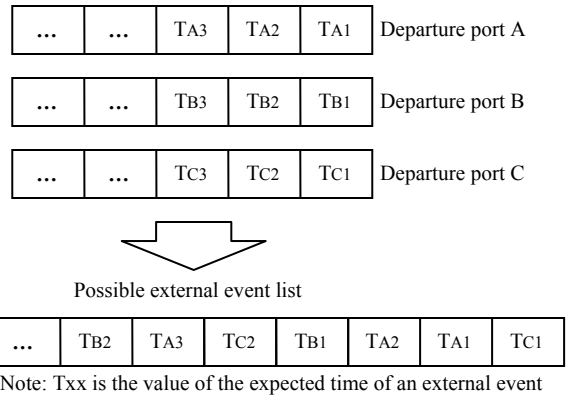 ... ... TA3 TA2 TA1 Departure port A
... ... TB3 TB2 TB1 Departure port B
... ... TC3 TC2 TC1 Departure port C
Possible external event list
... TB2 TA3 TC2 TB1 TA2 TA1 TC1
Note: Txx is the value of the expected time of an external event